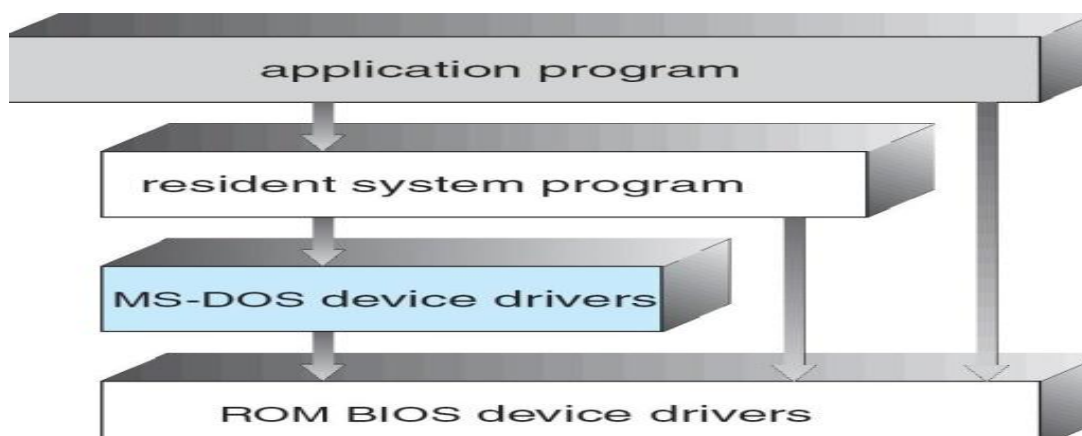 application program
resident system program
MS-DOS device drivers
ROM BIOS device drivers